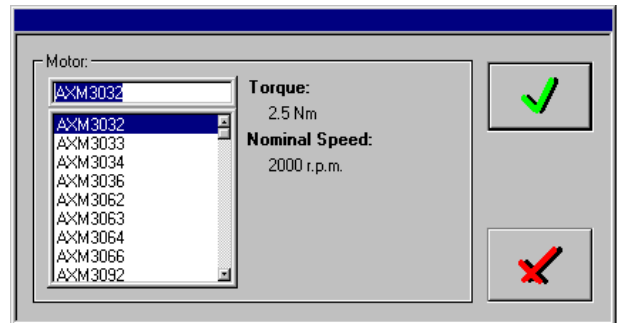 Motor:
AXM3032
AXM3032
AXM3033
AXM3034
AXM3036
AXM3062
AXM3063
AXM3064
AXM3066
AXM3092
Torque:
2.5 Nm
Nominal Speed:
2000 r.p.m.